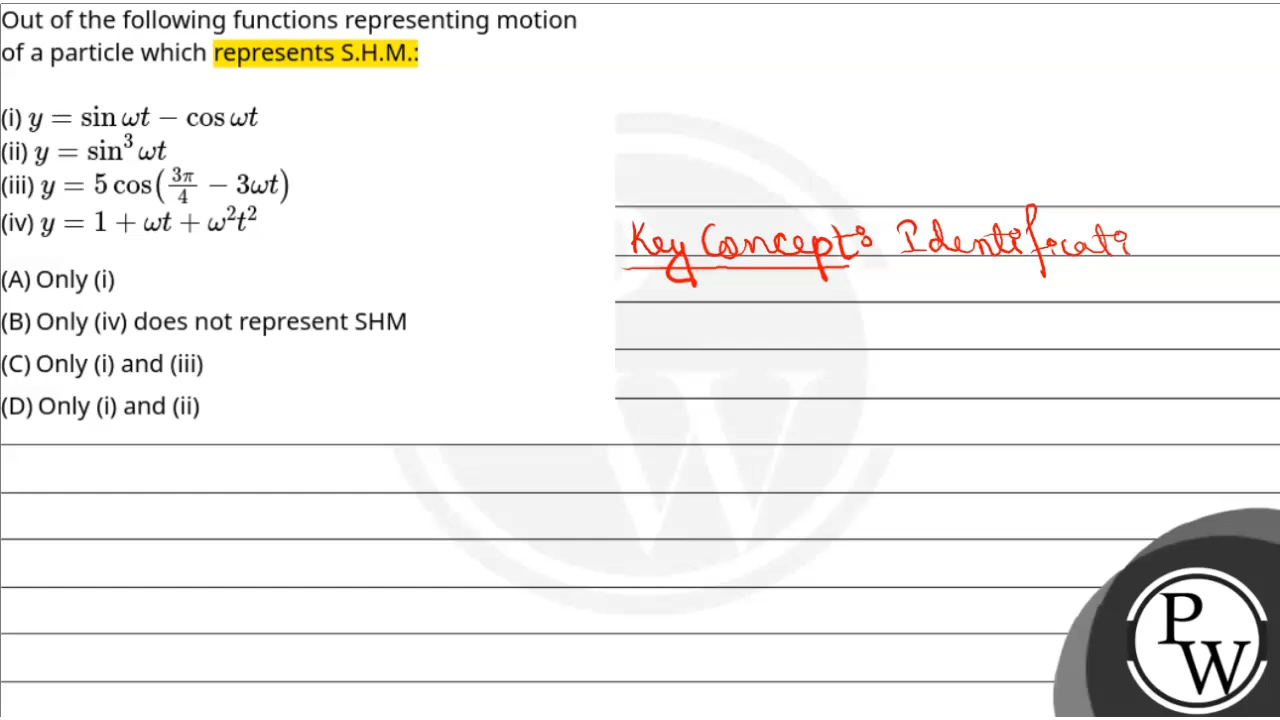 Out of the following functions representing motion
of a particle which represents S.H.M.:
(i) y = sin ωt − cos ωt
(ii) y = sin³ ωt
(iii) y = 5 cos(3π/4 − 3ωt)
(iv) y = 1 + ωt + ω²t²
(A) Only (i)
(B) Only (iv) does not represent SHM
(C) Only (i) and (iii)
(D) Only (i) and (ii)
Key Concept: Identificati
W
P
W